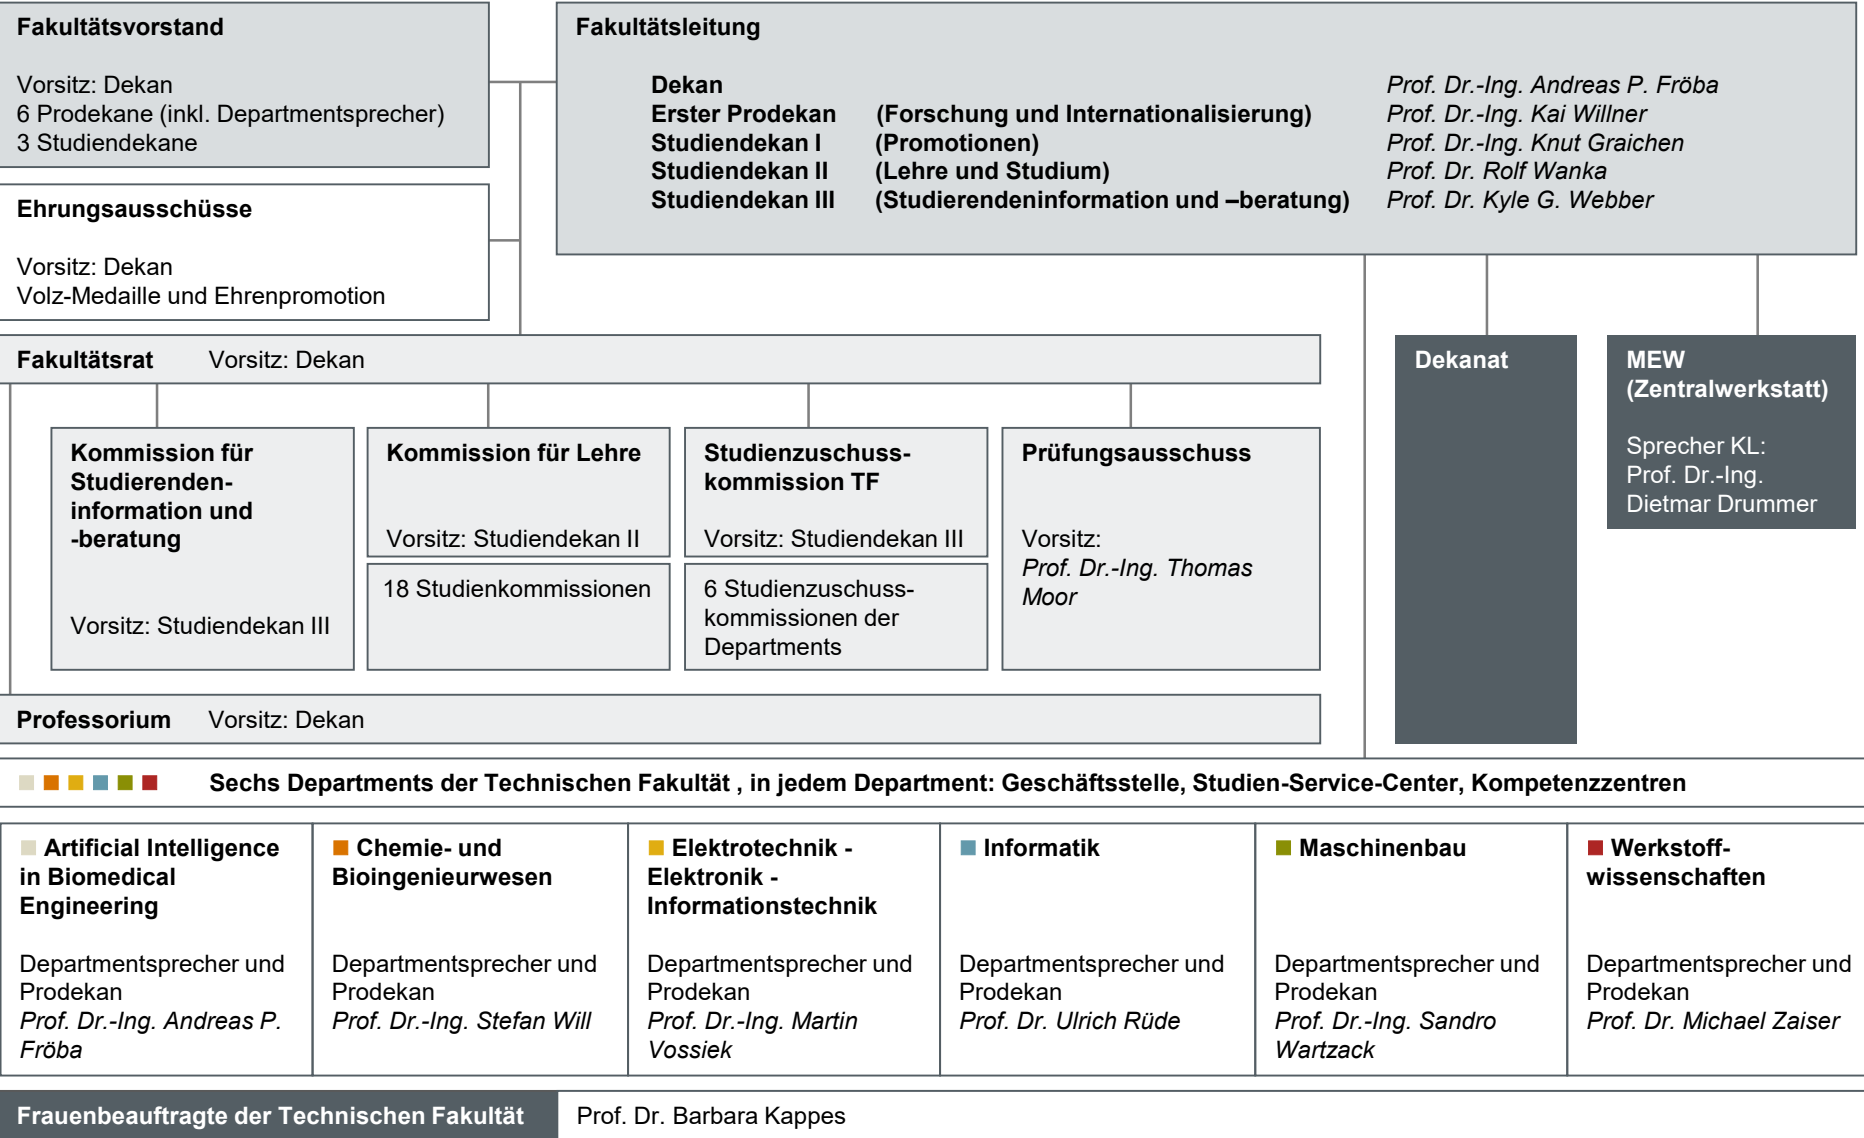 Fakultätsvorstand
Vorsitz: Dekan
6 Prodekane (inkl. Departmentsprecher)
3 Studiendekane
Fakultätsleitung
Dekan Prof. Dr.-Ing. Andreas P. Fröba
Erster Prodekan (Forschung und Internationalisierung) Prof. Dr.-Ing. Kai Willner
Studiendekan I (Promotionen) Prof. Dr.-Ing. Knut Graichen
Studiendekan II (Lehre und Studium) Prof. Dr. Rolf Wanka
Studiendekan III (Studierendeninformation und –beratung) Prof. Dr. Kyle G. Webber
Ehrungsausschüsse
Vorsitz: Dekan
Volz-Medaille und Ehrenpromotion
Fakultätsrat Vorsitz: Dekan
Dekanat
MEW
(Zentralwerkstatt)
Sprecher KL:
Prof. Dr.-Ing.
Dietmar Drummer
Kommission für
Studierenden-
information und
-beratung
Vorsitz: Studiendekan III
Kommission für Lehre
Vorsitz: Studiendekan II
18 Studienkommissionen
Studienzuschuss-
kommission TF
Vorsitz: Studiendekan III
6 Studienzuschuss-
kommissionen der
Departments
Prüfungsausschuss
Vorsitz:
Prof. Dr.-Ing. Thomas
Moor
Professorium Vorsitz: Dekan
Sechs Departments der Technischen Fakultät , in jedem Department: Geschäftsstelle, Studien-Service-Center, Kompetenzzentren
Artificial Intelligence
in Biomedical
Engineering
Departmentsprecher und
Prodekan
Prof. Dr.-Ing. Andreas P.
Fröba
Chemie- und
Bioingenieurwesen
Departmentsprecher und
Prodekan
Prof. Dr.-Ing. Stefan Will
Elektrotechnik -
Elektronik -
Informationstechnik
Departmentsprecher und
Prodekan
Prof. Dr.-Ing. Martin
Vossiek
Informatik
Departmentsprecher und
Prodekan
Prof. Dr. Ulrich Rüde
Maschinenbau
Departmentsprecher und
Prodekan
Prof. Dr.-Ing. Sandro
Wartzack
Werkstoff-
wissenschaften
Departmentsprecher und
Prodekan
Prof. Dr. Michael Zaiser
Frauenbeauftragte der Technischen Fakultät Prof. Dr. Barbara Kappes